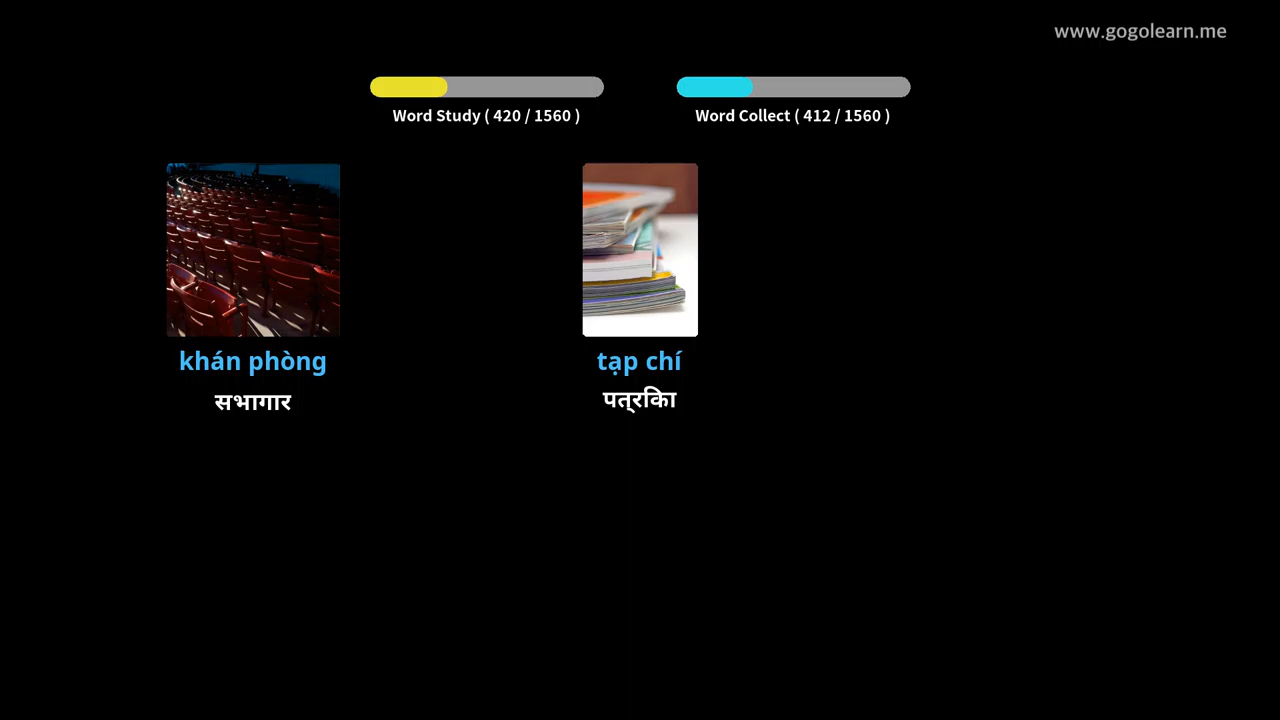 www.gogolearn.me
Word Study ( 420 / 1560 )
Word Collect ( 412 / 1560 )
khán phòng
tạp chí
सभागार
पत्रिका